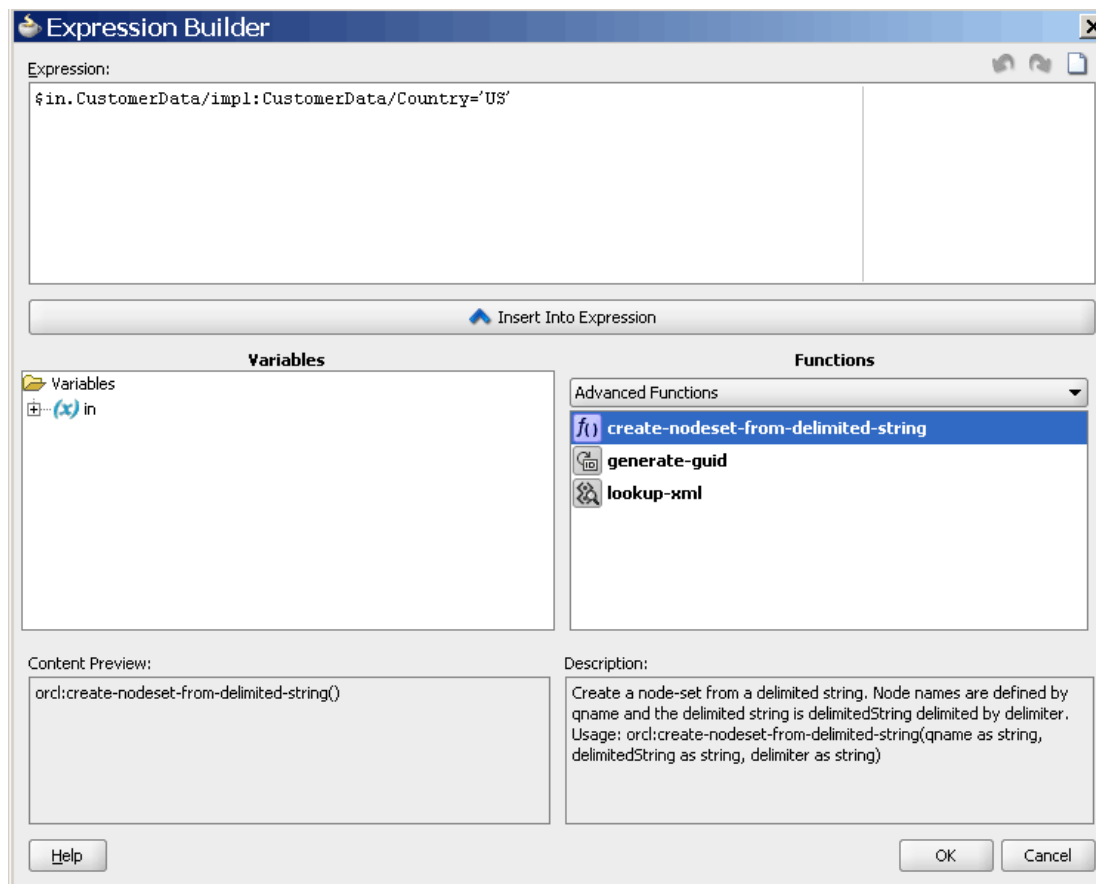 Expression Builder
Expression:
$in.CustomerData/impl:CustomerData/Country='US'
Insert Into Expression
Variables
Functions
Variables
(x) in
Advanced Functions
f() create-nodeset-from-delimited-string
ID generate-guid
lookup-xml
Content Preview:
Description:
orcl:create-nodeset-from-delimited-string()
Create a node-set from a delimited string. Node names are defined by
qname and the delimited string is delimitedString delimited by delimiter.
Usage: orcl:create-nodeset-from-delimited-string(qname as string,
delimitedString as string, delimiter as string)
Help
OK
Cancel